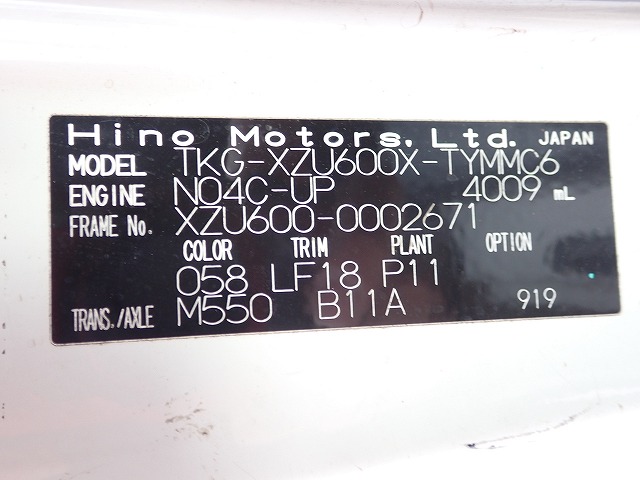 Hino Motors, Ltd. JAPAN
MODEL TKG-XZU600X-TYMMC6
ENGINE N04C-UP 4009 mL
FRAME No. XZU600-0002671
COLOR TRIM PLANT OPTION
058 LF18 P11
TRANS./AXLE M550 B11A 919